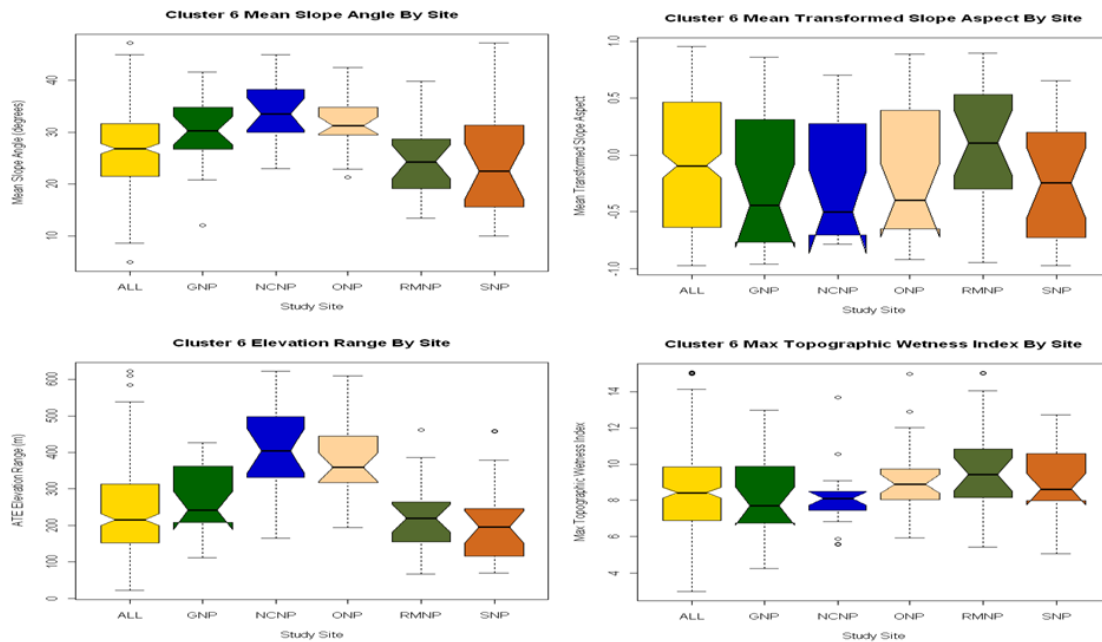 Cluster 6 Mean Slope Angle By Site
Mean Slope Angle (degrees)
40
30
20
10
ALL GNP NCNP ONP RMNP SNP
Study Site
Cluster 6 Mean Transformed Slope Aspect By Site
Mean Transformed Slope Aspect
1.0
0.5
0.0
-0.5
-1.0
ALL GNP NCNP ONP RMNP SNP
Study Site
Cluster 6 Elevation Range By Site
ATE Elevation Range (m)
600
500
400
300
200
100
0
ALL GNP NCNP ONP RMNP SNP
Study Site
Cluster 6 Max Topographic Wetness Index By Site
Max Topographic Wetness Index
14
12
10
8
6
4
ALL GNP NCNP ONP RMNP SNP
Study Site